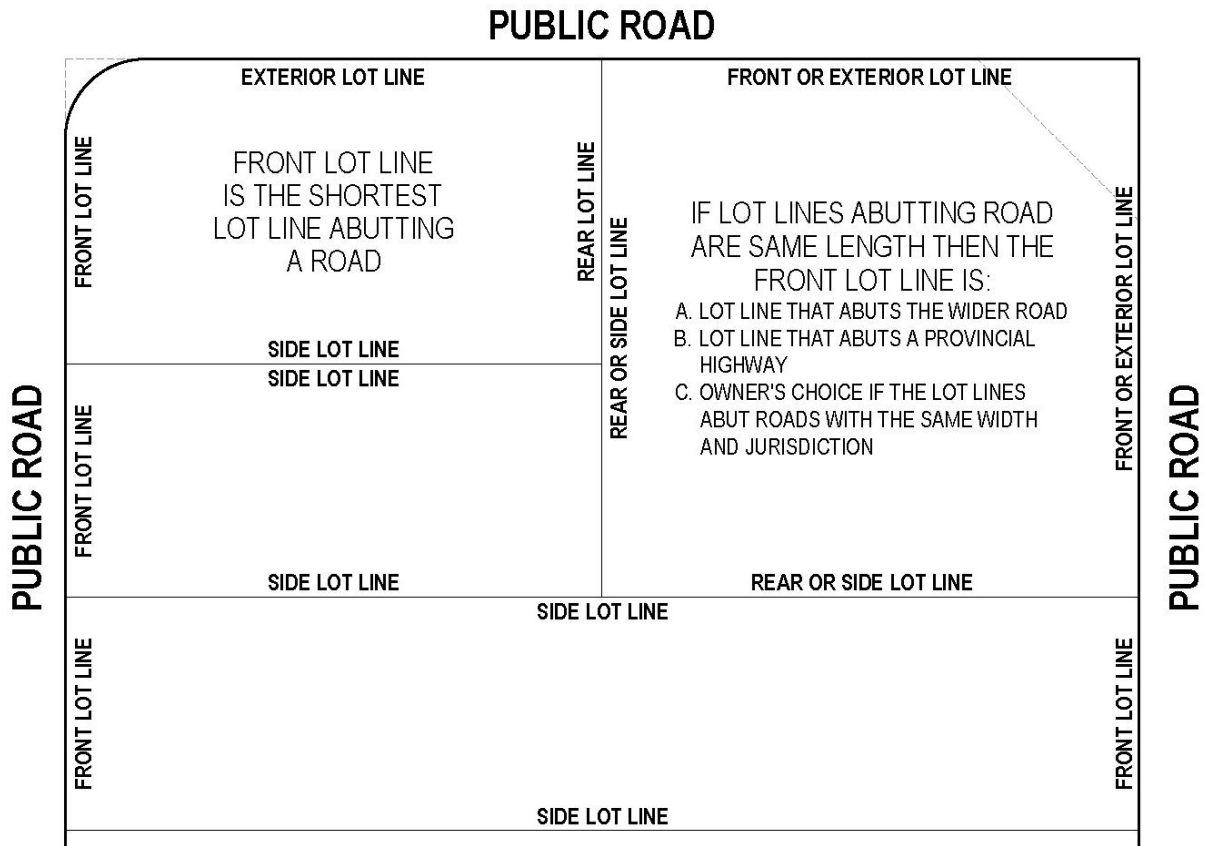 PUBLIC ROAD
EXTERIOR LOT LINE
FRONT OR EXTERIOR LOT LINE
FRONT LOT LINE
FRONT LOT LINE
IS THE SHORTEST
LOT LINE ABUTTING
A ROAD
REAR LOT LINE
REAR OR SIDE LOT LINE
IF LOT LINES ABUTTING ROAD
ARE SAME LENGTH THEN THE
FRONT LOT LINE IS:
A. LOT LINE THAT ABUTS THE WIDER ROAD
B. LOT LINE THAT ABUTS A PROVINCIAL
HIGHWAY
C. OWNER'S CHOICE IF THE LOT LINES
ABUT ROADS WITH THE SAME WIDTH
AND JURISDICTION
FRONT OR EXTERIOR LOT LINE
SIDE LOT LINE
SIDE LOT LINE
PUBLIC ROAD
FRONT LOT LINE
PUBLIC ROAD
SIDE LOT LINE
REAR OR SIDE LOT LINE
SIDE LOT LINE
FRONT LOT LINE
FRONT LOT LINE
SIDE LOT LINE